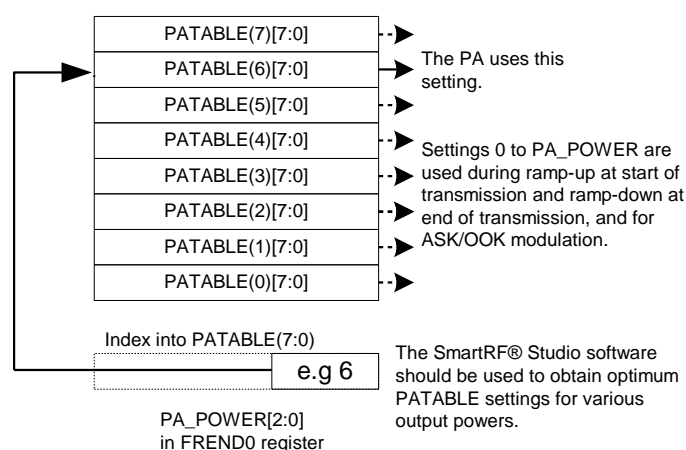 PATABLE(7)[7:0]
PATABLE(6)[7:0]
PATABLE(5)[7:0]
PATABLE(4)[7:0]
PATABLE(3)[7:0]
PATABLE(2)[7:0]
PATABLE(1)[7:0]
PATABLE(0)[7:0]
The PA uses this
setting.
Settings 0 to PA_POWER are
used during ramp-up at start of
transmission and ramp-down at
end of transmission, and for
ASK/OOK modulation.
Index into PATABLE(7:0)
e.g 6
PA_POWER[2:0]
in FREND0 register
The SmartRF® Studio software
should be used to obtain optimum
PATABLE settings for various
output powers.